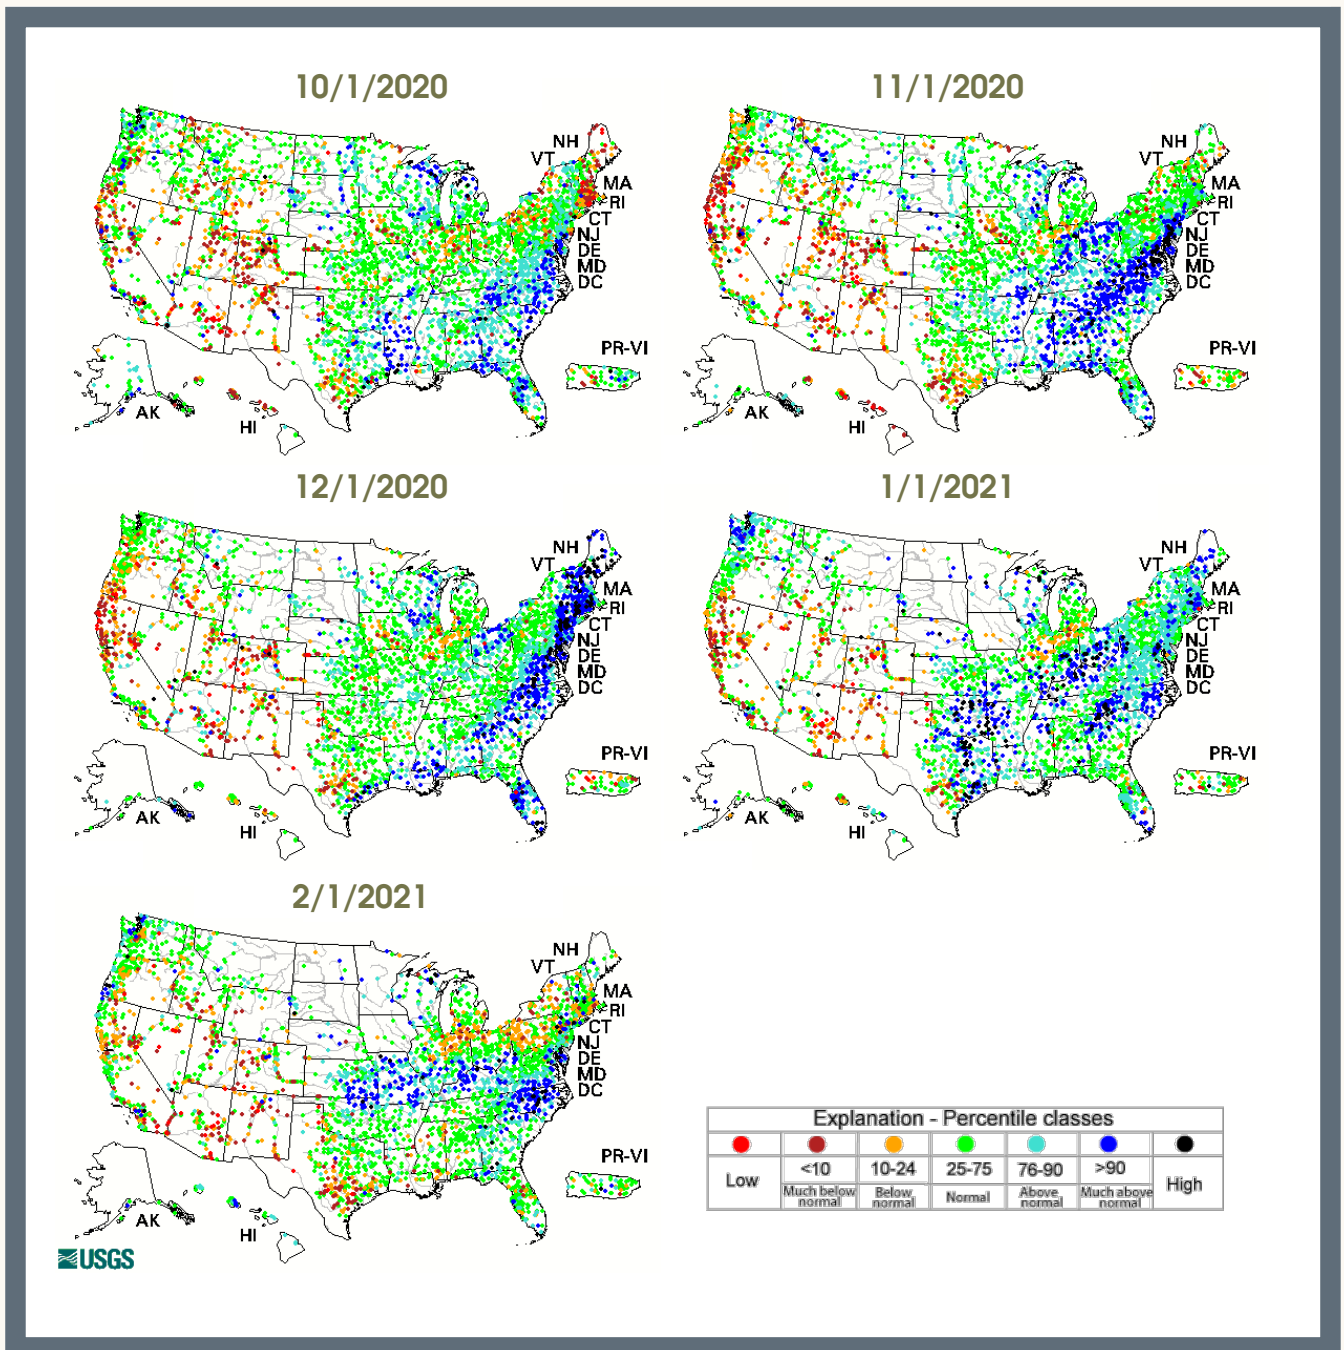 10/1/2020
11/1/2020
NH
VT
MA
RI
CT
NJ
DE
MD
DC
PR-VI
AK
HI
NH
VT
MA
RI
CT
NJ
DE
MD
DC
PR-VI
AK
HI
12/1/2020
1/1/2021
NH
VT
MA
RI
CT
NJ
DE
MD
DC
PR-VI
AK
HI
NH
VT
MA
RI
CT
NJ
DE
MD
DC
PR-VI
AK
HI
2/1/2021
NH
VT
MA
RI
CT
NJ
DE
MD
DC
PR-VI
AK
HI
USGS
Explanation - Percentile classes
Low
<10
10-24
25-75
76-90
>90
High
Much below normal
Below normal
Normal
Above normal
Much above normal